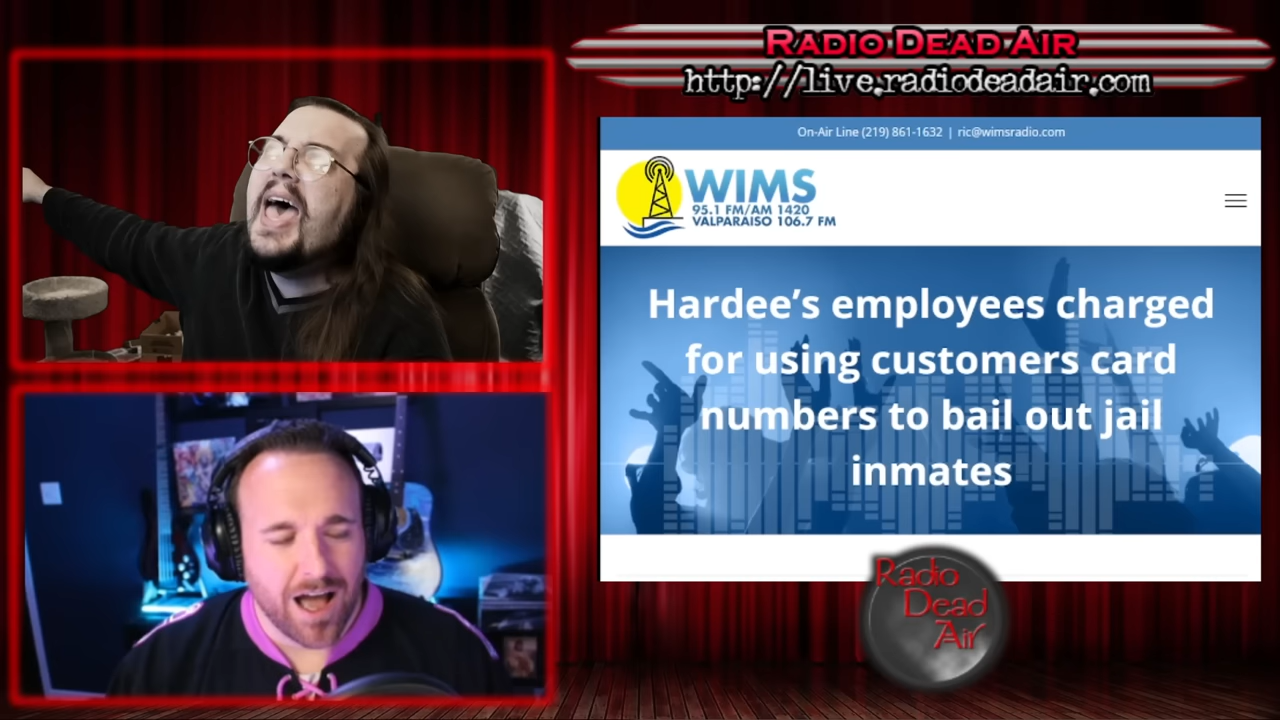 RADIO DEAD AIR
http://live.radiodeadair.com
On-Air Line (219) 861-1632 | ric@wimsradio.com
WIMS
95.1 FM/AM 1420
VALPARAISO 106.7 FM
Hardee’s employees charged
for using customers card
numbers to bail out jail
inmates
Radio
Dead
Air